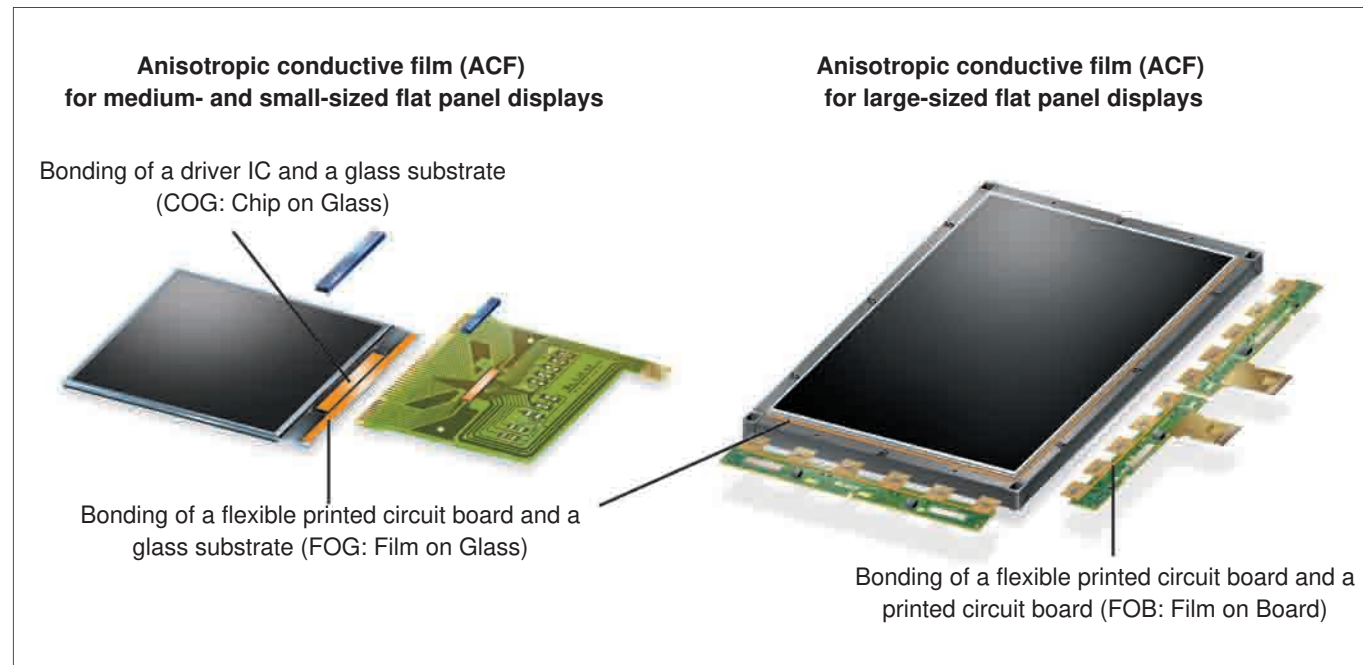 Anisotropic conductive film (ACF)
for medium- and small-sized flat panel displays
Anisotropic conductive film (ACF)
for large-sized flat panel displays
Bonding of a driver IC and a glass substrate
(COG: Chip on Glass)
Bonding of a flexible printed circuit board and a
glass substrate (FOG: Film on Glass)
Bonding of a flexible printed circuit board and a
printed circuit board (FOB: Film on Board)